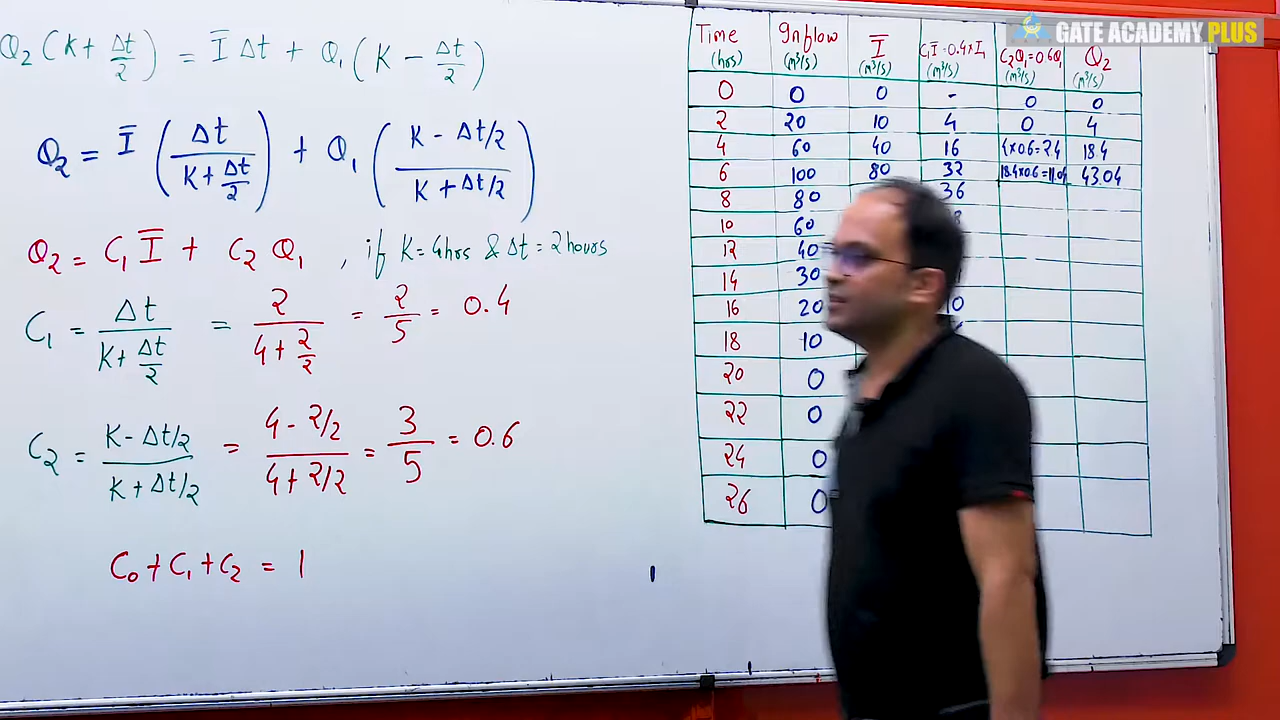 Q₂(K + Δt/2) = Ī Δt + Q₁(K − Δt/2)
Q₂ = Ī (Δt / (K + Δt/2)) + Q₁ ((K − Δt/2) / (K + Δt/2))
Q₂ = C₁ Ī + C₂ Q₁ , if K = 4hrs & Δt = 2 hours
C₁ = Δt / (K + Δt/2) = 2 / (4 + 2/2) = 2/5 = 0.4
C₂ = (K − Δt/2) / (K + Δt/2) = (4 − 2/2) / (4 + 2/2) = 3/5 = 0.6
C₀ + C₁ + C₂ = 1
GATE ACADEMY PLUS
Time (hrs) Inflow (m³/s) Ī (m³/s) C₁Ī = 0.4×I, (m³/s) C₂Q₁ = 0.6Q₁ (m³/s) Q₂ (m³/s)
0 0 0 - 0 0
2 20 10 4 0 4
4 60 40 16 4×0.6=2.4 18.4
6 100 80 32 18.4×0.6=11.04 43.04
8 80 36
10 60
12 40
14 30
16 20
18 10
20 0
22 0
24 0
26 0